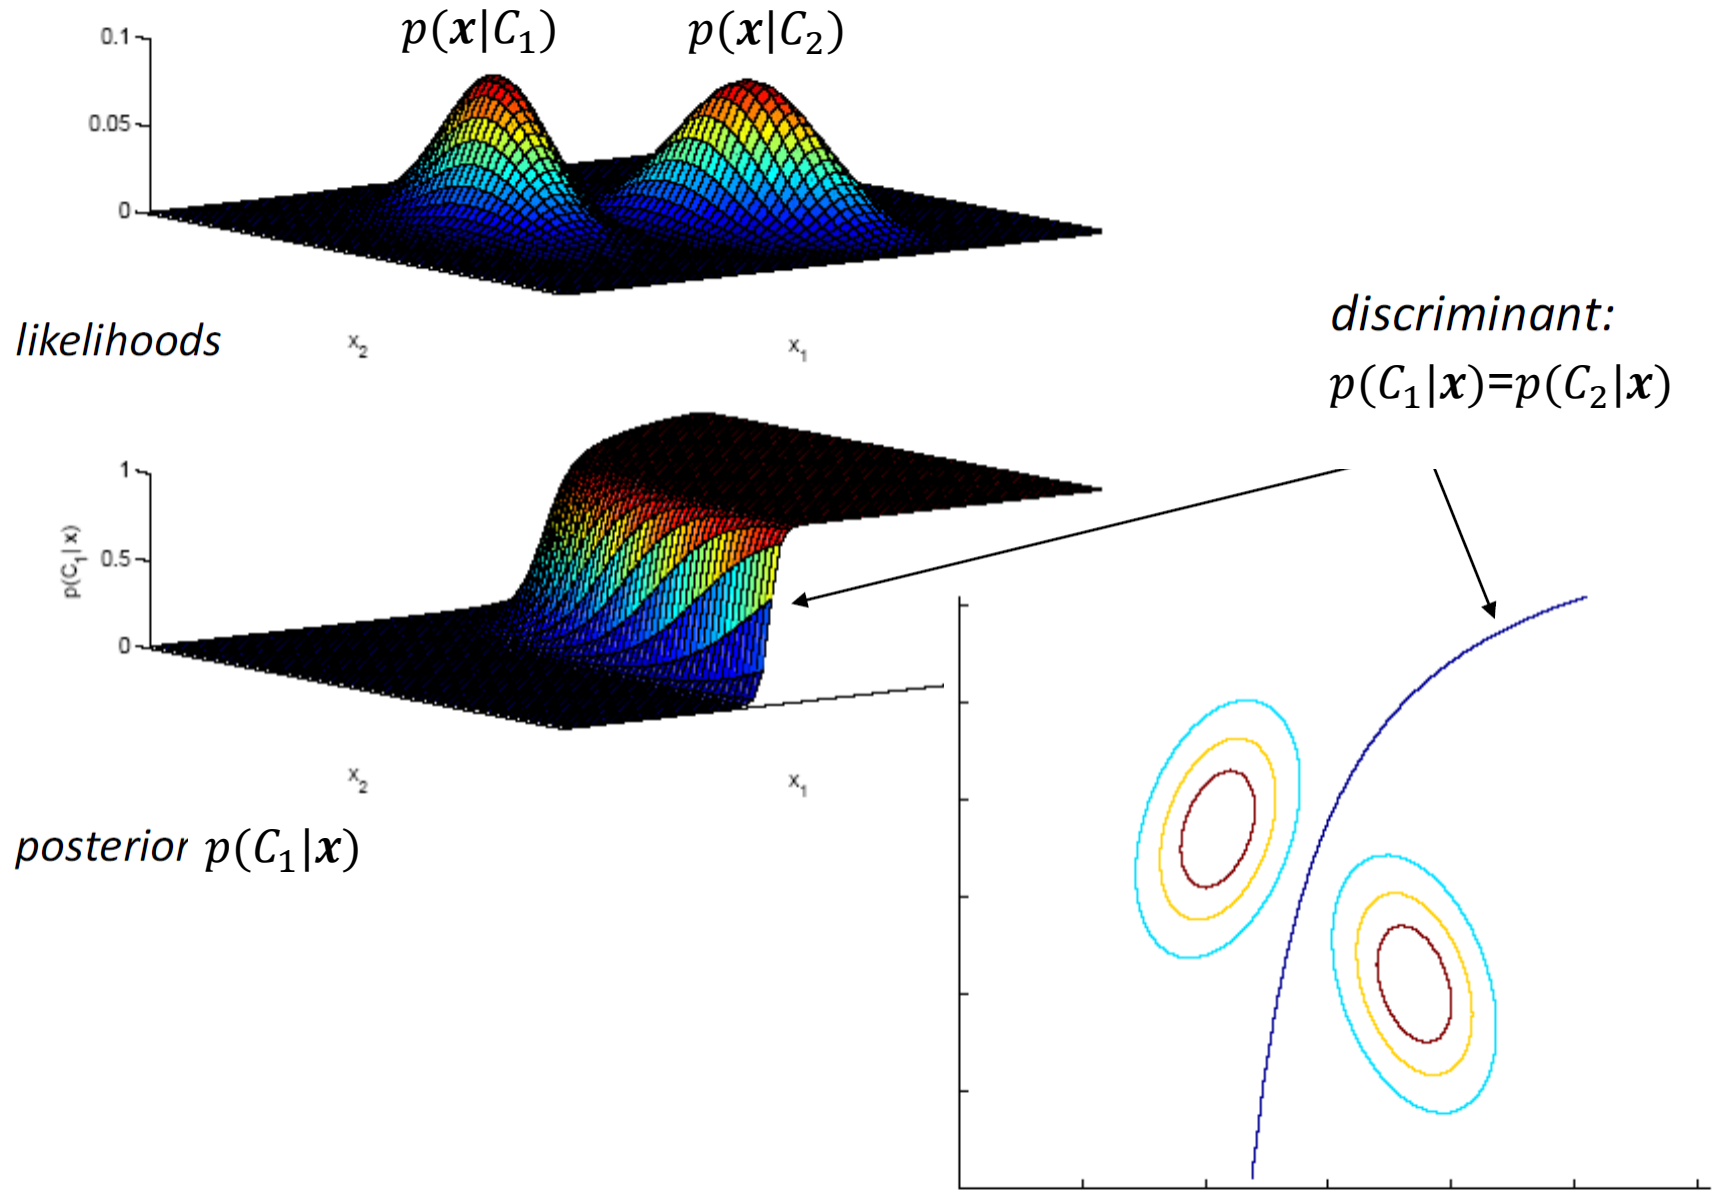 p(x|C₁) p(x|C₂)
0.1
0.05
0
likelihoods
x₂ x₁
discriminant:
p(C₁|x)=p(C₂|x)
1
0.5
0
p(C₁|x)
x₂ x₁
posterior p(C₁|x)